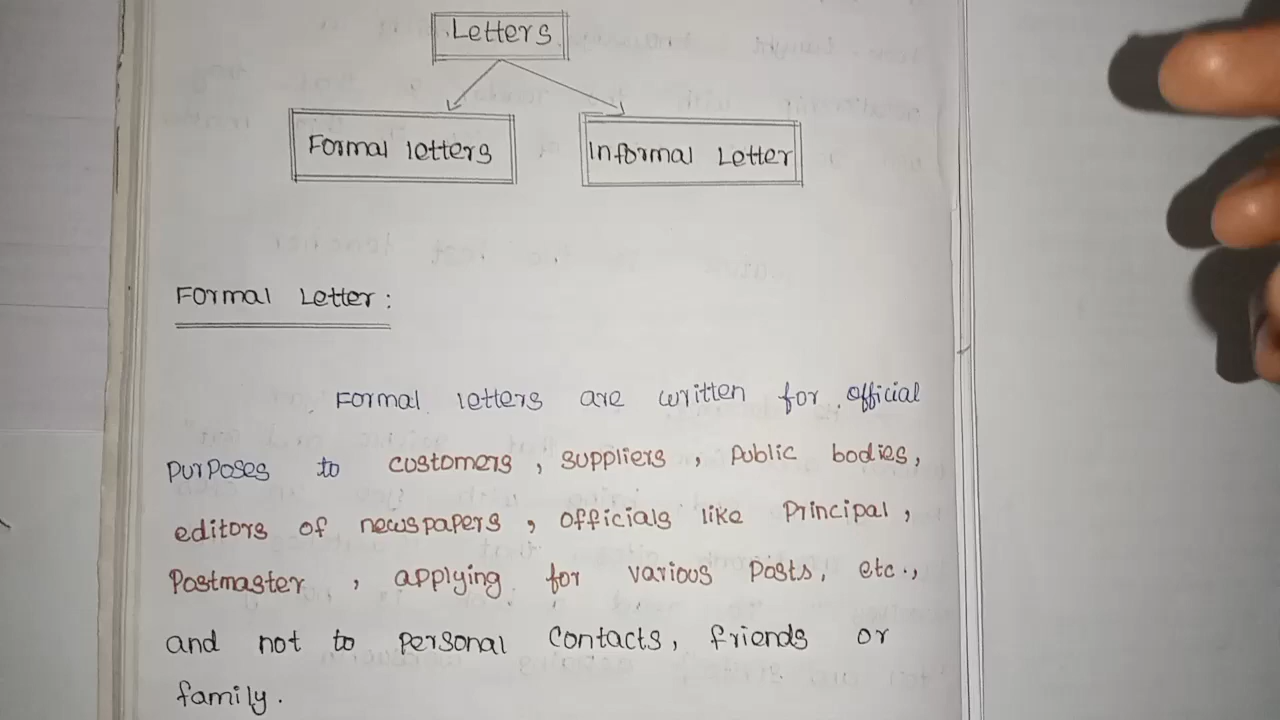 Letters
Formal letters
Informal Letter
Formal Letter:
Formal letters are written for official
purposes to customers, suppliers, Public bodies,
editors of newspapers, officials like Principal,
Postmaster, applying for various Posts, etc.,
and not to Personal Contacts, friends or
family.